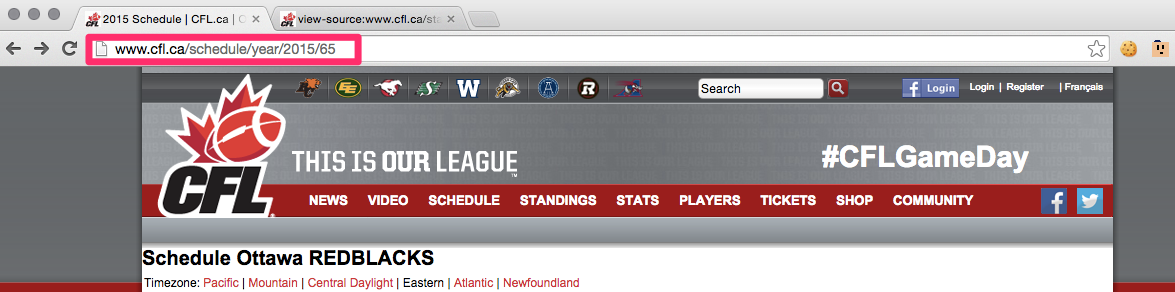 2015 Schedule | CFL.ca | C
view-source:www.cfl.ca/sta
www.cfl.ca/schedule/year/2015/65
EE
S
W
A
R
Search
f Login
Login | Register | Français
CFL
THIS IS OUR LEAGUE
TM
#CFLGameDay
NEWS VIDEO SCHEDULE STANDINGS STATS PLAYERS TICKETS SHOP COMMUNITY
Schedule Ottawa REDBLACKS
Timezone: Pacific | Mountain | Central Daylight | Eastern | Atlantic | Newfoundland